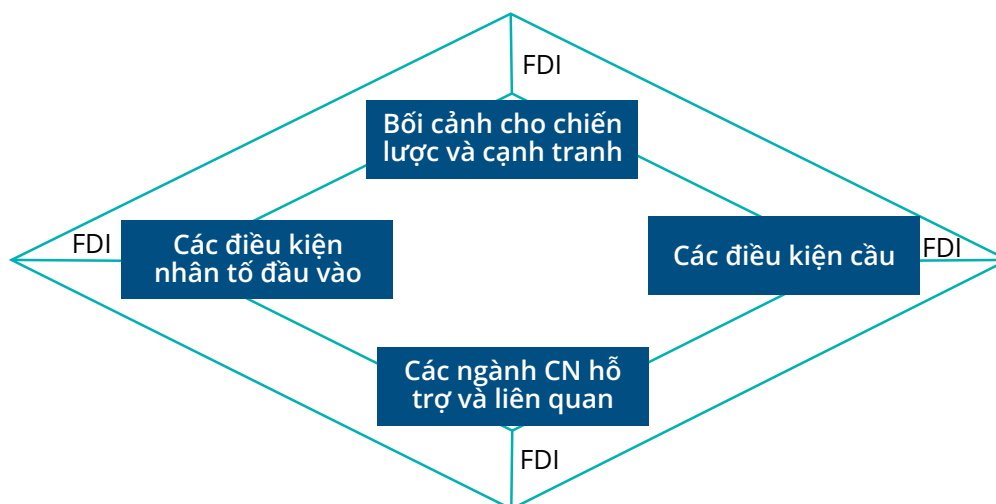 FDI
Bối cảnh cho chiến
lược và cạnh tranh
FDI
Các điều kiện
nhân tố đầu vào
Các điều kiện cầu
FDI
Các ngành CN hỗ
trợ và liên quan
FDI